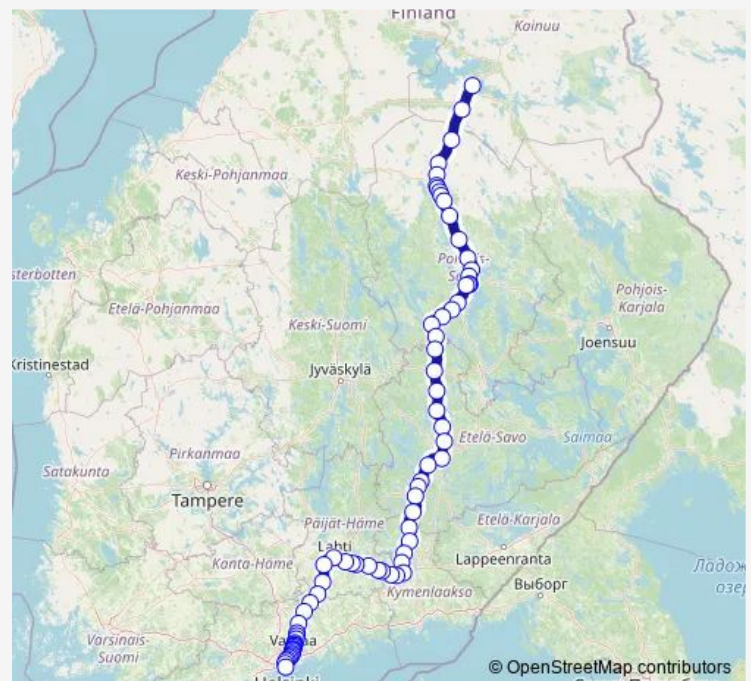 Finland
Kainuu
Keski-Pohjanmaa
Pohjois-
Karjala
Etelä-Pohjanmaa
Keski-Suomi
Joensuu
Kristinestad
Jyväskylä
Etelä-Savo
Saimaa
Pirkanmaa
Satakunta
Tampere
Päijät-Häme
Etelä-Karjala
Lahti
Kanta-Häme
Lappeenranta
Выборг
Kymenlaakso
Varsinais-
Suomi
© OpenStreetMap contributors